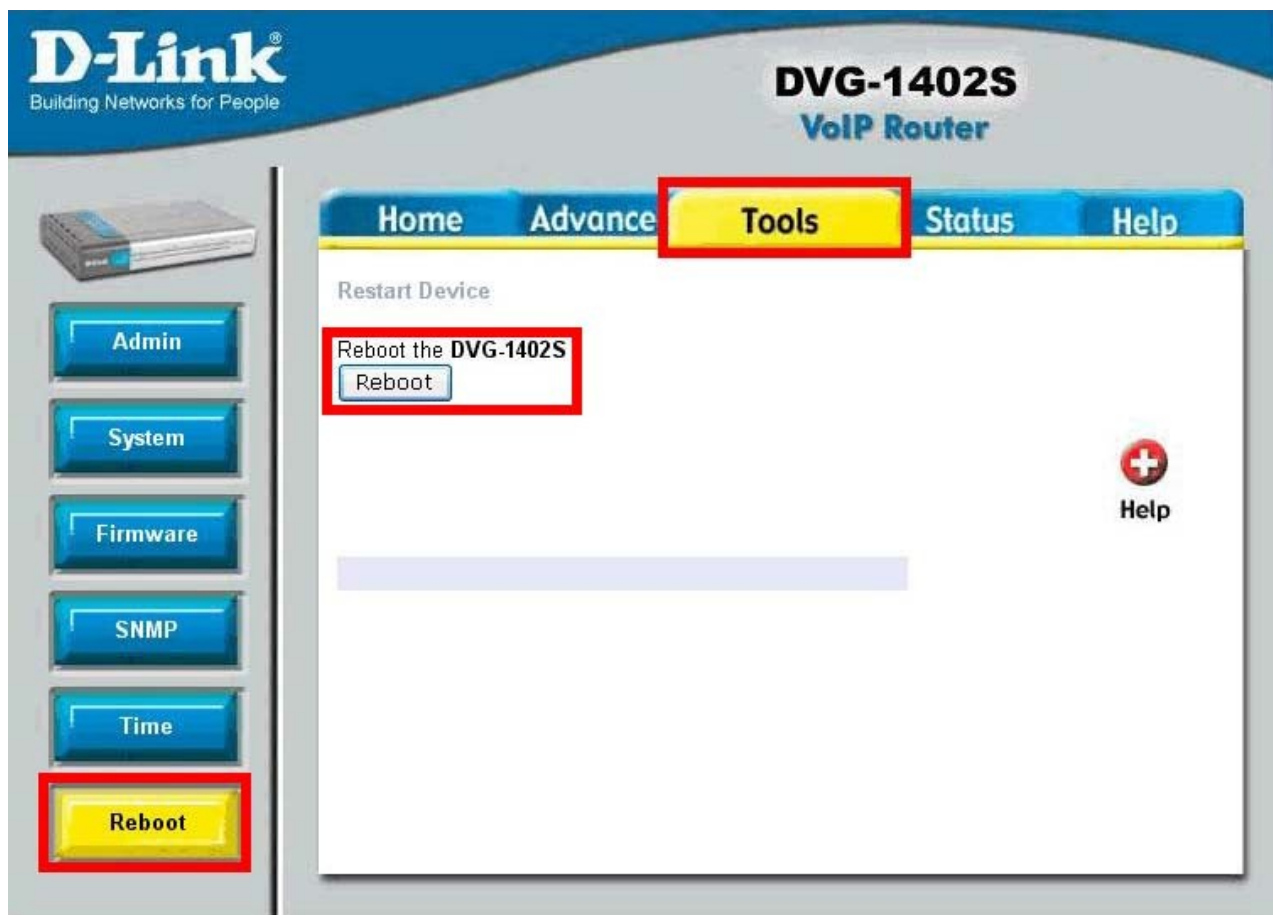 D-Link®
Building Networks for People
DVG-1402S
VoIP Router
Home Advance Tools Status Help
Admin
System
Firmware
SNMP
Time
Reboot
Restart Device
Reboot the DVG-1402S
Reboot
Help